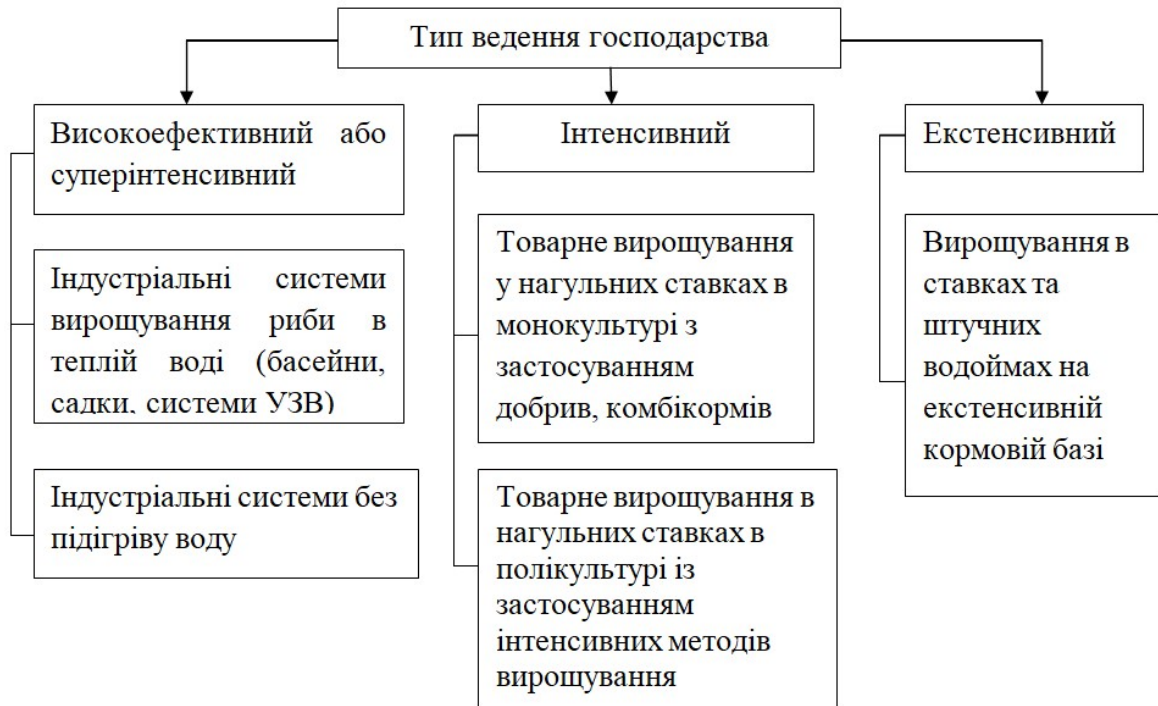 Тип ведення господарства
Високоефективний або
суперінтенсивний
Індустріальні системи
вирощування риби в
теплій воді (басейни,
садки, системи УЗВ)
Індустріальні системи без
підігріву воду
Інтенсивний
Товарне вирощування
у нагульних ставках в
монокультурі з
застосуванням
добрив, комбікормів
Товарне вирощування в
нагульних ставках в
полікультурі із
застосуванням
інтенсивних методів
вирощування
Екстенсивний
Вирощування в
ставках та
штучних
водоймах на
екстенсивній
кормовій базі